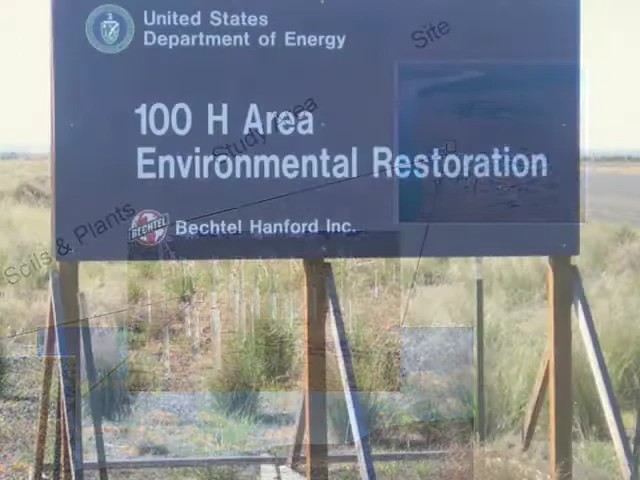 United States
Department of Energy
Site
100 H Area
Study Area
Environmental Restoration
Soils & Plants
BECHTEL
Bechtel Hanford Inc.